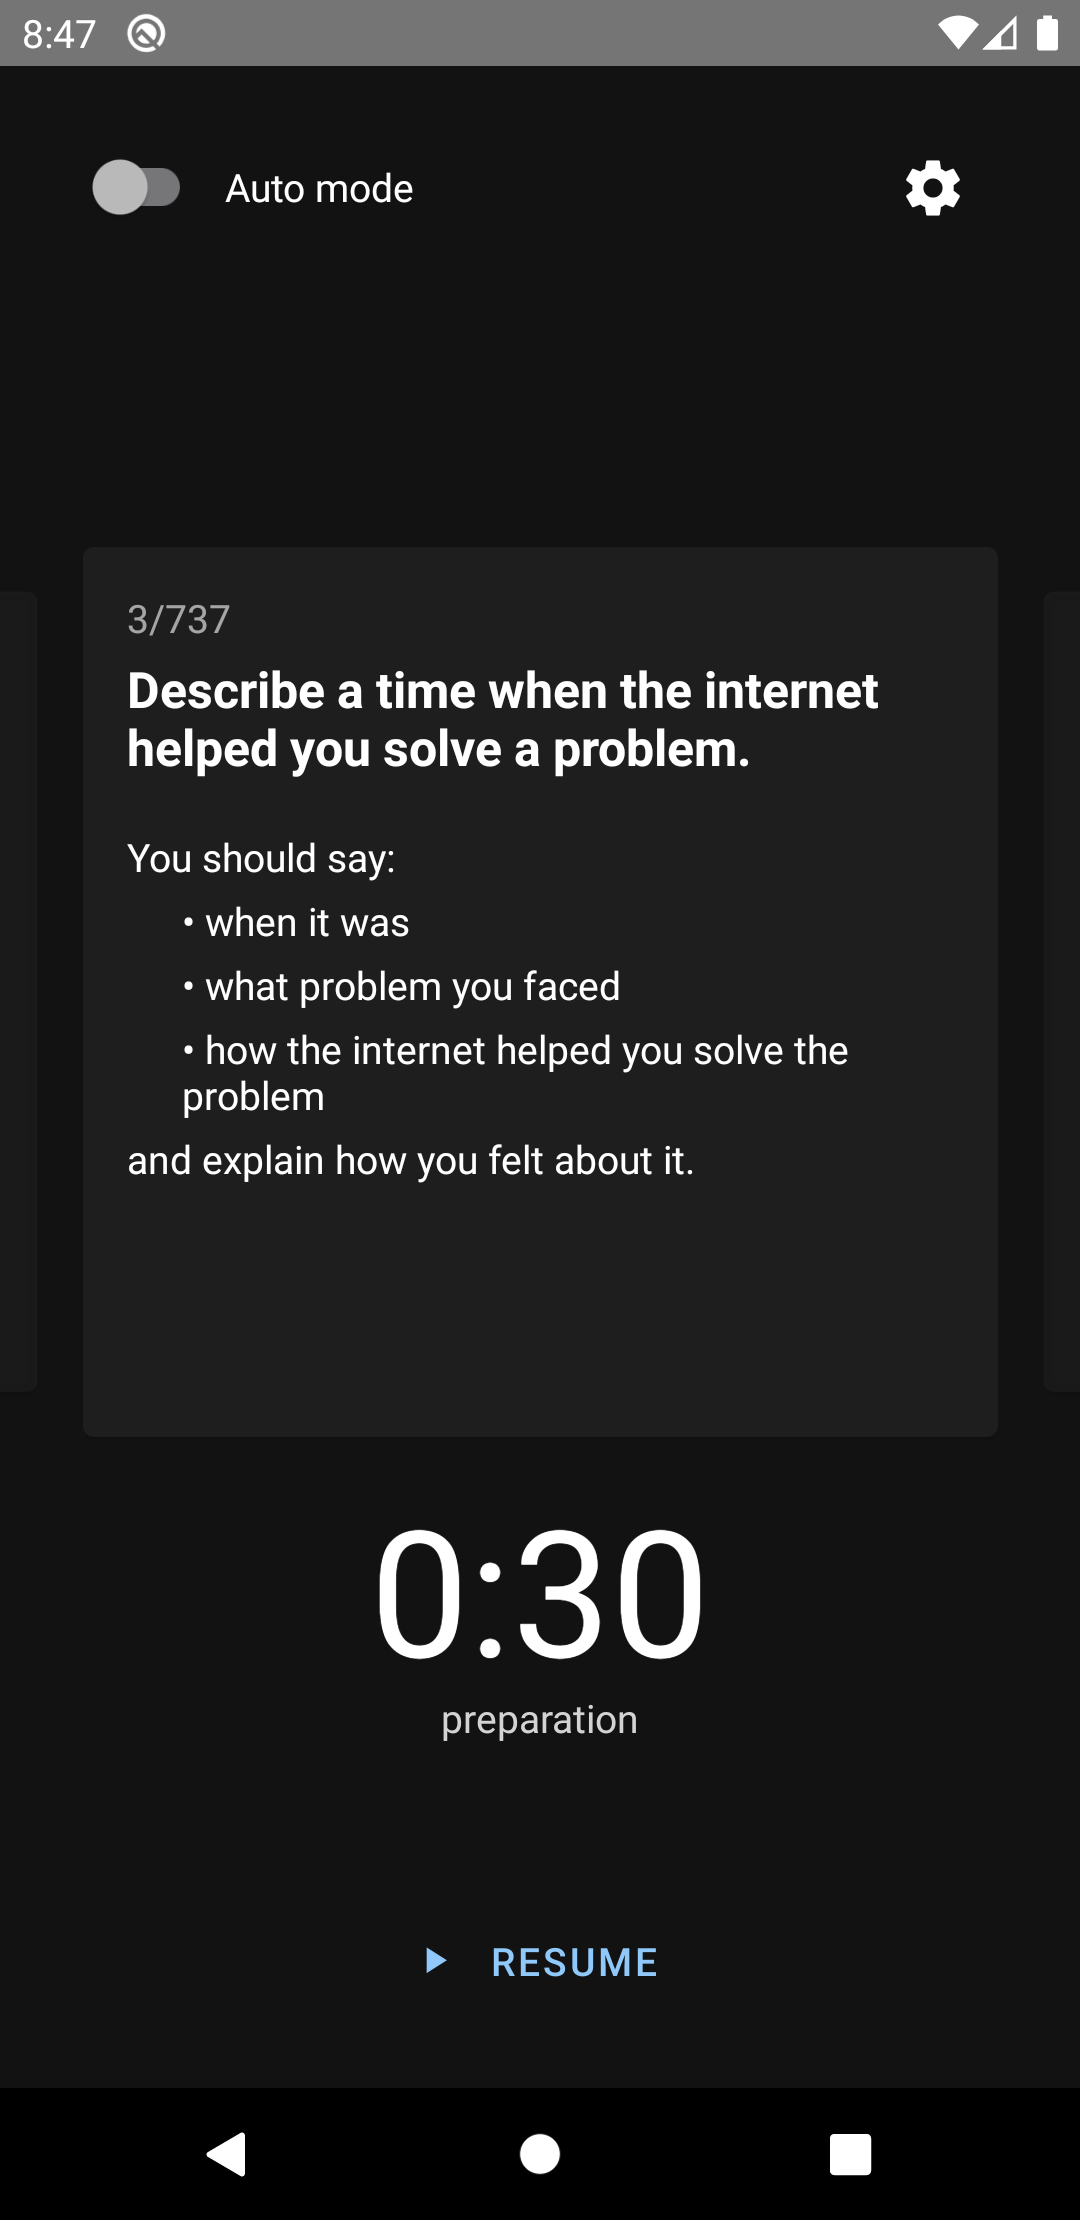 8:47
Auto mode
3/737
Describe a time when the internet
helped you solve a problem.
You should say:
• when it was
• what problem you faced
• how the internet helped you solve the
problem
and explain how you felt about it.
0:30
preparation
RESUME